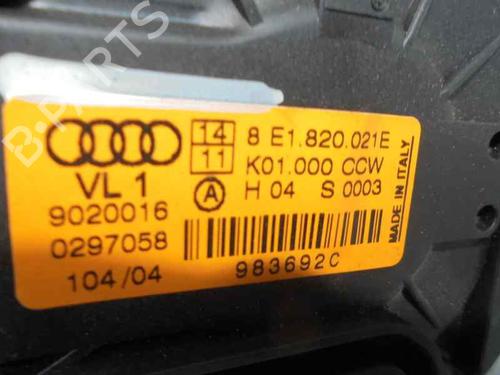 B-PARTS
VL 1
9020016
0297058
104/04
14
11
A
8 E1.820.021E
K01.000 CCW
H 04 S 0003
983692C
MADE IN ITALY